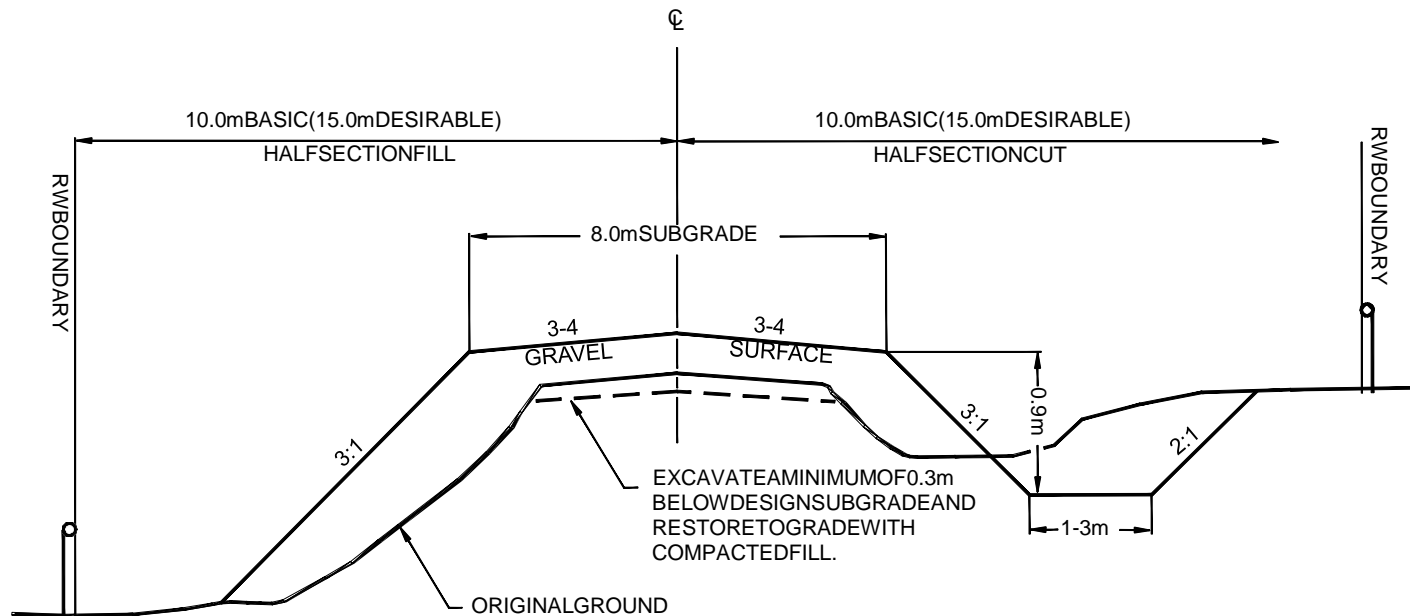 ℄
10.0mBASIC(15.0mDESIRABLE)
HALFSECTIONFILL
10.0mBASIC(15.0mDESIRABLE)
HALFSECTIONCUT
RWBOUNDARY
RWBOUNDARY
8.0mSUBGRADE
3-4
GRAVEL
3-4
SURFACE
3:1
3:1
0.9m
2:1
1-3m
EXCAVATEAMINIMUMOF0.3m
BELOWDESIGNSUBGRADEAND
RESTORETOGRADEWITH
COMPACTEDFILL.
ORIGINALGROUND